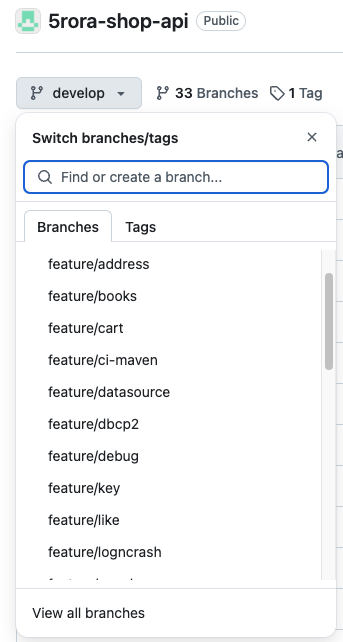 5rora-shop-api Public
develop 33 Branches 1 Tag
Switch branches/tags
Find or create a branch...
Branches Tags
feature/address
feature/books
feature/cart
feature/ci-maven
feature/datasource
feature/dbcp2
feature/debug
feature/key
feature/like
feature/logncrash
View all branches